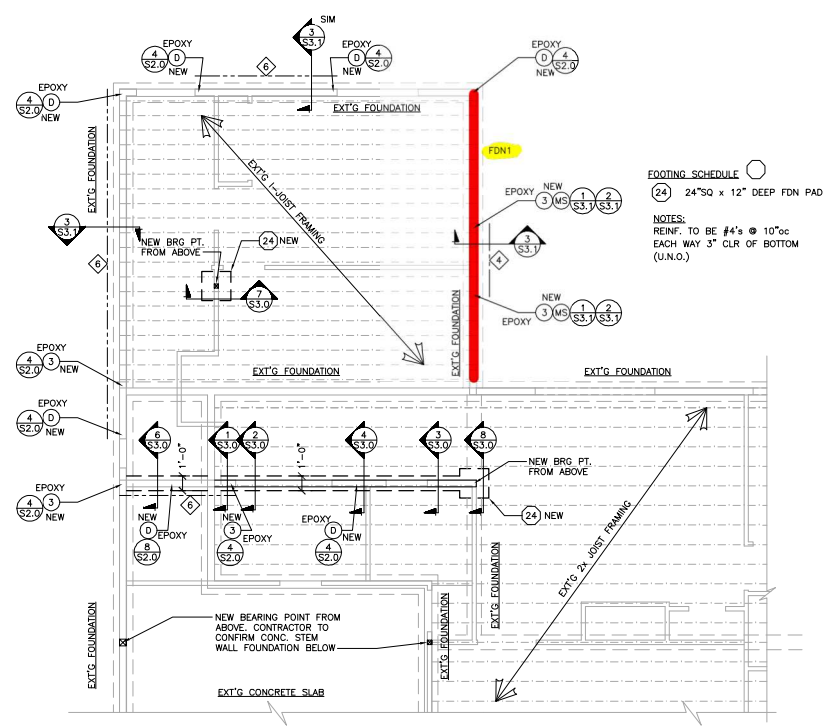 SIM
3
S3.1
EPOXY
4
S2.0
D
NEW
6
EPOXY
D
4
S2.0
NEW
EPOXY
D
4
S2.0
NEW
EPOXY
4
S2.0
D
NEW
EXT'G FOUNDATION
EXT'G FOUNDATION
EXT'G I-JOIST FRAMING
FDN1
FOOTING SCHEDULE
24 24"SQ x 12" DEEP FDN PAD
NOTES:
REINF. TO BE #4's @ 10"oc
EACH WAY 3" CLR OF BOTTOM
(U.N.O.)
NEW
EPOXY 3 MS 1 2
S3.1 S3.1
3
S3.1
6
NEW BRG PT.
FROM ABOVE
24 NEW
3
S3.1
4
7
S3.0
NEW
EPOXY 3 MS 1 2
S3.1 S3.1
EXT'G FOUNDATION
EPOXY
4
S2.0
3
NEW
EXT'G FOUNDATION
EXT'G FOUNDATION
EPOXY
4
S2.0
D
NEW
6
S3.0
1
S3.0
2
S3.0
4
S3.0
3
S3.0
8
S3.0
1'-0"
1'-0"
NEW BRG PT.
FROM ABOVE
EPOXY
4
S2.0
3
NEW
6
24 NEW
NEW
D EPOXY
8
S2.0
NEW
3 EPOXY
4
S2.0
EPOXY
D NEW
4
S2.0
EXT'G 2x JOIST FRAMING
EXT'G FOUNDATION
EXT'G FOUNDATION
EXT'G FOUNDATION
NEW BEARING POINT FROM
ABOVE. CONTRACTOR TO
CONFIRM CONC. STEM
WALL FOUNDATION BELOW
EXT'G CONCRETE SLAB